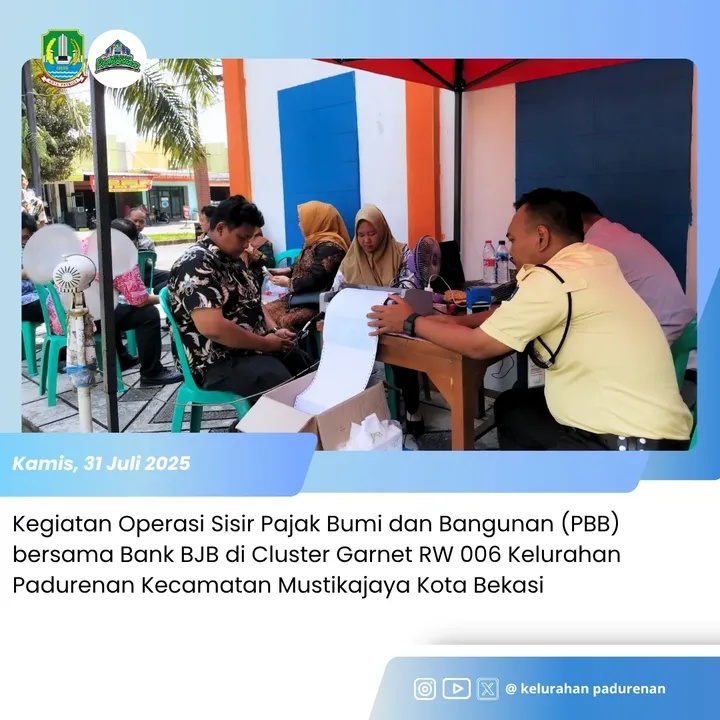 Kamis, 31 Juli 2025
Kegiatan Operasi Sisir Pajak Bumi dan Bangunan (PBB)
bersama Bank BJB di Cluster Garnet RW 006 Kelurahan
Padurenan Kecamatan Mustikajaya Kota Bekasi
@ kelurahan padurenan